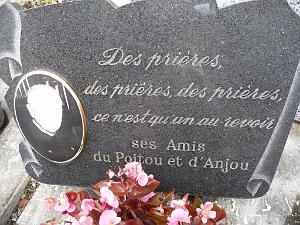 Des prières,
des prières, des prières,
ce n'est qu'un au-revoir
ses Amis
du Poitou et d'Anjou